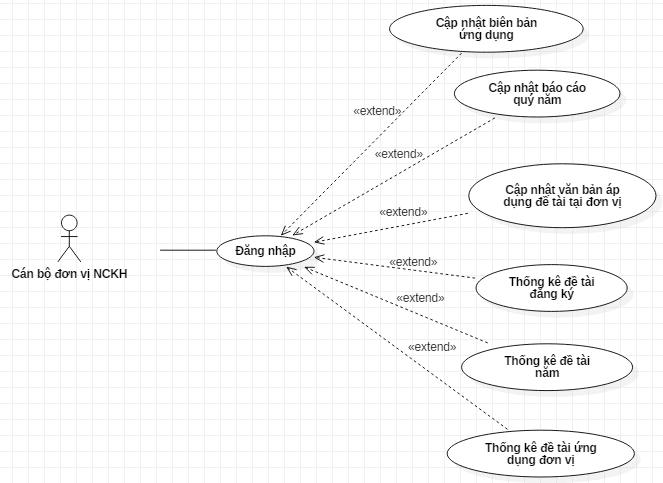 Cập nhật biên bản
ứng dụng
Cập nhật báo cáo
quý năm
«extend»
«extend»
Cập nhật văn bản áp
dụng đề tài tại đơn vị
«extend»
Đăng nhập
Cán bộ đơn vị NCKH
«extend»
Thống kê đề tài
đăng ký
«extend»
«extend»
Thống kê đề tài
năm
Thống kê đề tài ứng
dụng đơn vị